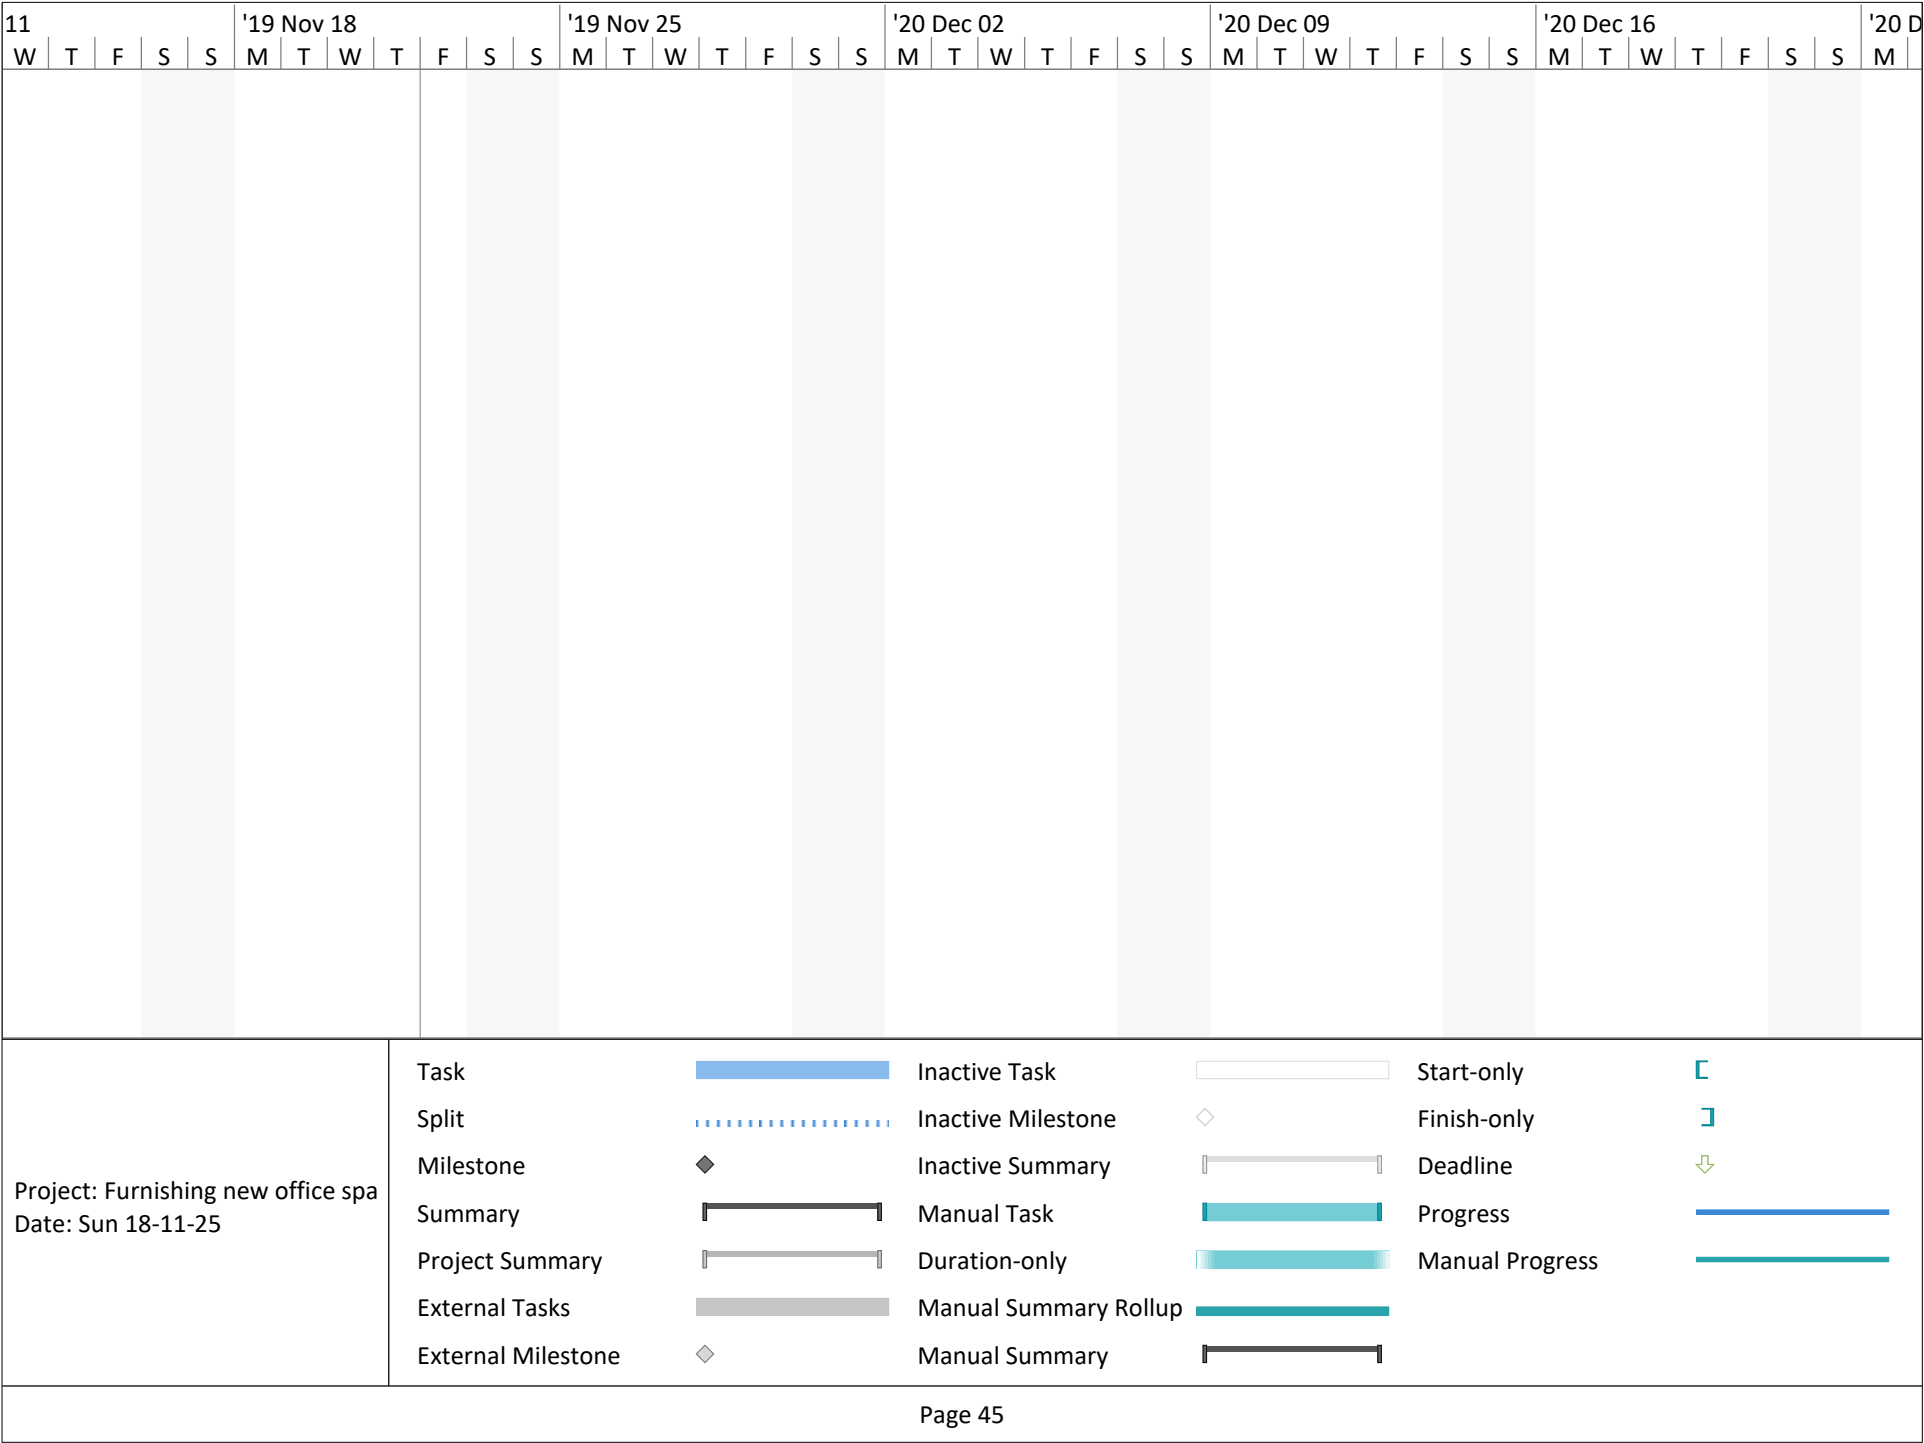 11 '19 Nov 18 '19 Nov 25 '20 Dec 02 '20 Dec 09 '20 Dec 16 '20 D
W T F S S M T W T F S S M T W T F S S M T W T F S S M T W T F S S M T W T F S S M
Task Inactive Task Start-only
Split Inactive Milestone Finish-only
Milestone Inactive Summary Deadline
Project: Furnishing new office spa
Date: Sun 18-11-25
Summary Manual Task Progress
Project Summary Duration-only Manual Progress
External Tasks Manual Summary Rollup
External Milestone Manual Summary
Page 45